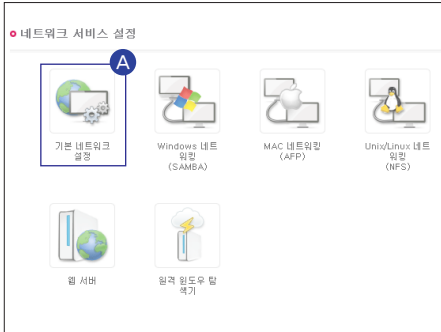 네트워크 서비스 설정
A
기본 네트워크
설정
Windows 네트
워킹
(SAMBA)
MAC 네트워킹
(AFP)
Unix/Linux 네트
워킹
(NFS)
웹 서버
원격 윈도우 탐
색기